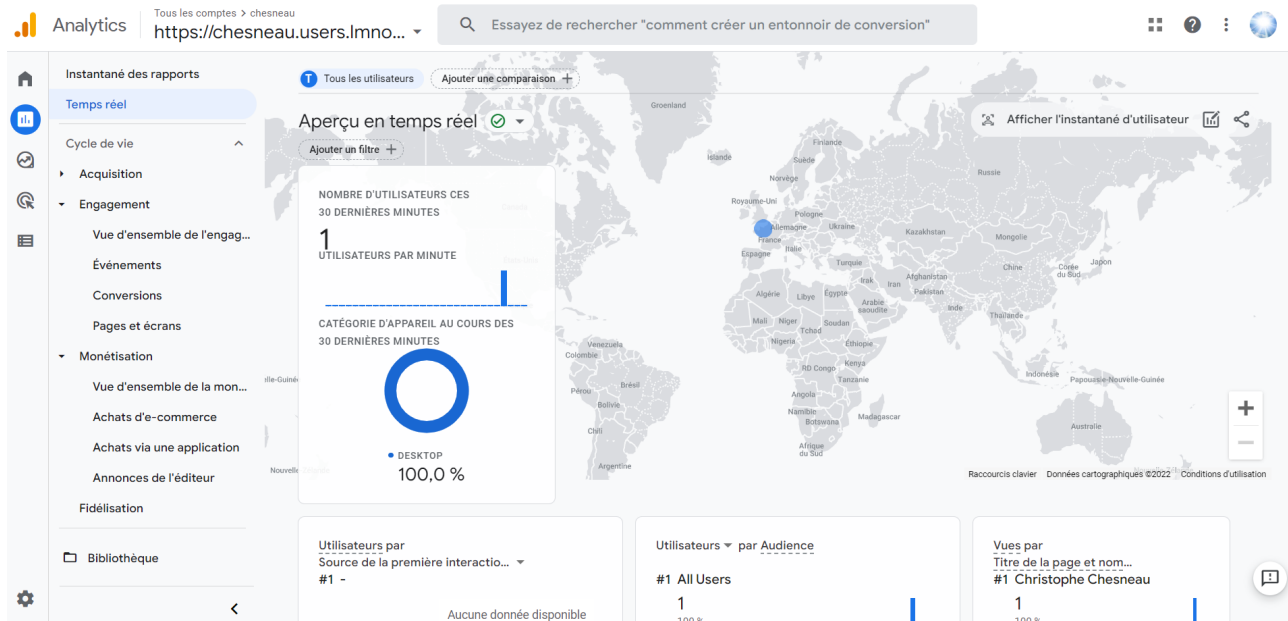 Analytics
Tous les comptes > chesneau
https://chesneau.users.lmno...
Essayez de rechercher "comment créer un entonnoir de conversion"
Instantané des rapports
Temps réel
Cycle de vie
Acquisition
Engagement
Vue d'ensemble de l'engag...
Événements
Conversions
Pages et écrans
Monétisation
Vue d'ensemble de la mon...
Achats d'e-commerce
Achats via une application
Annonces de l'éditeur
Fidélisation
Bibliothèque
T Tous les utilisateurs
Ajouter une comparaison +
Aperçu en temps réel
Ajouter un filtre +
Afficher l'instantané d'utilisateur
NOMBRE D'UTILISATEURS CES
30 DERNIÈRES MINUTES
1
UTILISATEURS PAR MINUTE
CATÉGORIE D'APPAREIL AU COURS DES
30 DERNIÈRES MINUTES
DESKTOP
100,0 %
Groenland
Islande
Finlande
Suède
Norvège
Russie
Royaume-Uni
Pologne
Allemagne
Ukraine
Kazakhstan
France
Mongolie
Italie
Espagne
Turquie
Chine
Corée
du Sud
Japon
Irak
Iran
Afghanistan
Pakistan
Algérie
Libye
Égypte
Arabie
saoudite
Inde
Thaïlande
Mali
Niger
Tchad
Soudan
Nigeria
Éthiopie
Venezuela
Colombie
RD Congo
Kenya
Tanzanie
Indonésie
Papouasie-Nouvelle-Guinée
Pérou
Brésil
Bolivie
Angola
Namibie
Botswana
Madagascar
Chili
Afrique
du Sud
Australie
Argentine
Raccourcis clavier
Données cartographiques ©2022
Conditions d'utilisation
Utilisateurs par
Source de la première interactio...
#1 -
Aucune donnée disponible
Utilisateurs par Audience
#1 All Users
1
100 %
Vues par
Titre de la page et nom...
#1 Christophe Chesneau
1
100 %